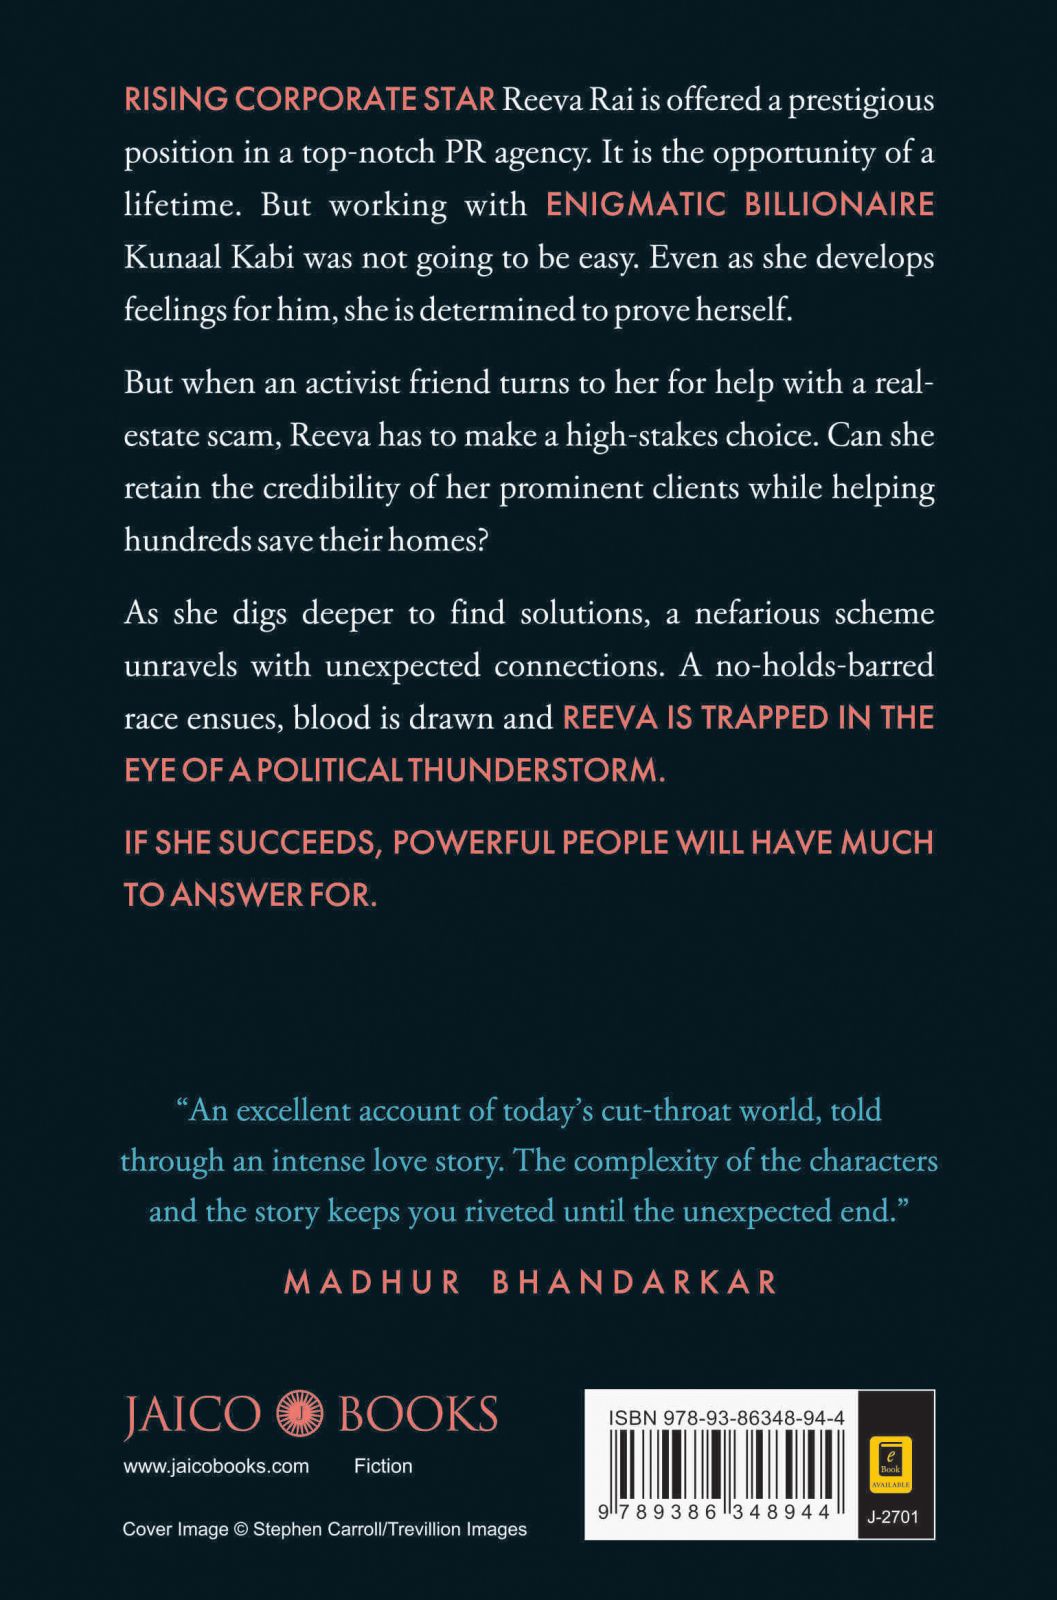 RISING CORPORATE STAR Reeva Rai is offered a prestigious
position in a top-notch PR agency. It is the opportunity of a
lifetime. But working with ENIGMATIC BILLIONAIRE
Kunaal Kabi was not going to be easy. Even as she develops
feelings for him, she is determined to prove herself.
But when an activist friend turns to her for help with a real-
estate scam, Reeva has to make a high-stakes choice. Can she
retain the credibility of her prominent clients while helping
hundreds save their homes?
As she digs deeper to find solutions, a nefarious scheme
unravels with unexpected connections. A no-holds-barred
race ensues, blood is drawn and REEVA IS TRAPPED IN THE
EYE OF A POLITICAL THUNDERSTORM.
IF SHE SUCCEEDS, POWERFUL PEOPLE WILL HAVE MUCH
TO ANSWER FOR.
“An excellent account of today’s cut-throat world, told
through an intense love story. The complexity of the characters
and the story keeps you riveted until the unexpected end.”
MADHUR BHANDARKAR
JAICO J BOOKS
www.jaicobooks.com Fiction
Cover Image © Stephen Carroll/Trevillion Images
ISBN 978-93-86348-94-4
9 789386 348944
e
Book
AVAILABLE
J-2701